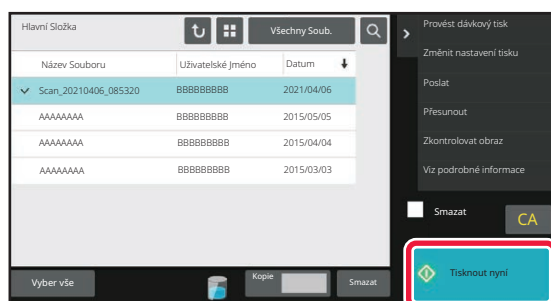 Hlavní Složka
Všechny Soub.
Název Souboru Uživatelské Jméno Datum
Scan_20210406_085320 BBBBBBBBB 2021/04/06
AAAAAAAA BBBBBBBBB 2015/05/05
AAAAAAAA BBBBBBBBB 2015/04/04
AAAAAAAA BBBBBBBBB 2015/03/03
Vyber vše
Kopie
Smazat
Provést dávkový tisk
Změnit nastavení tisku
Poslat
Přesunout
Zkontrolovat obraz
Viz podrobné informace
Smazat
CA
Tisknout nyní